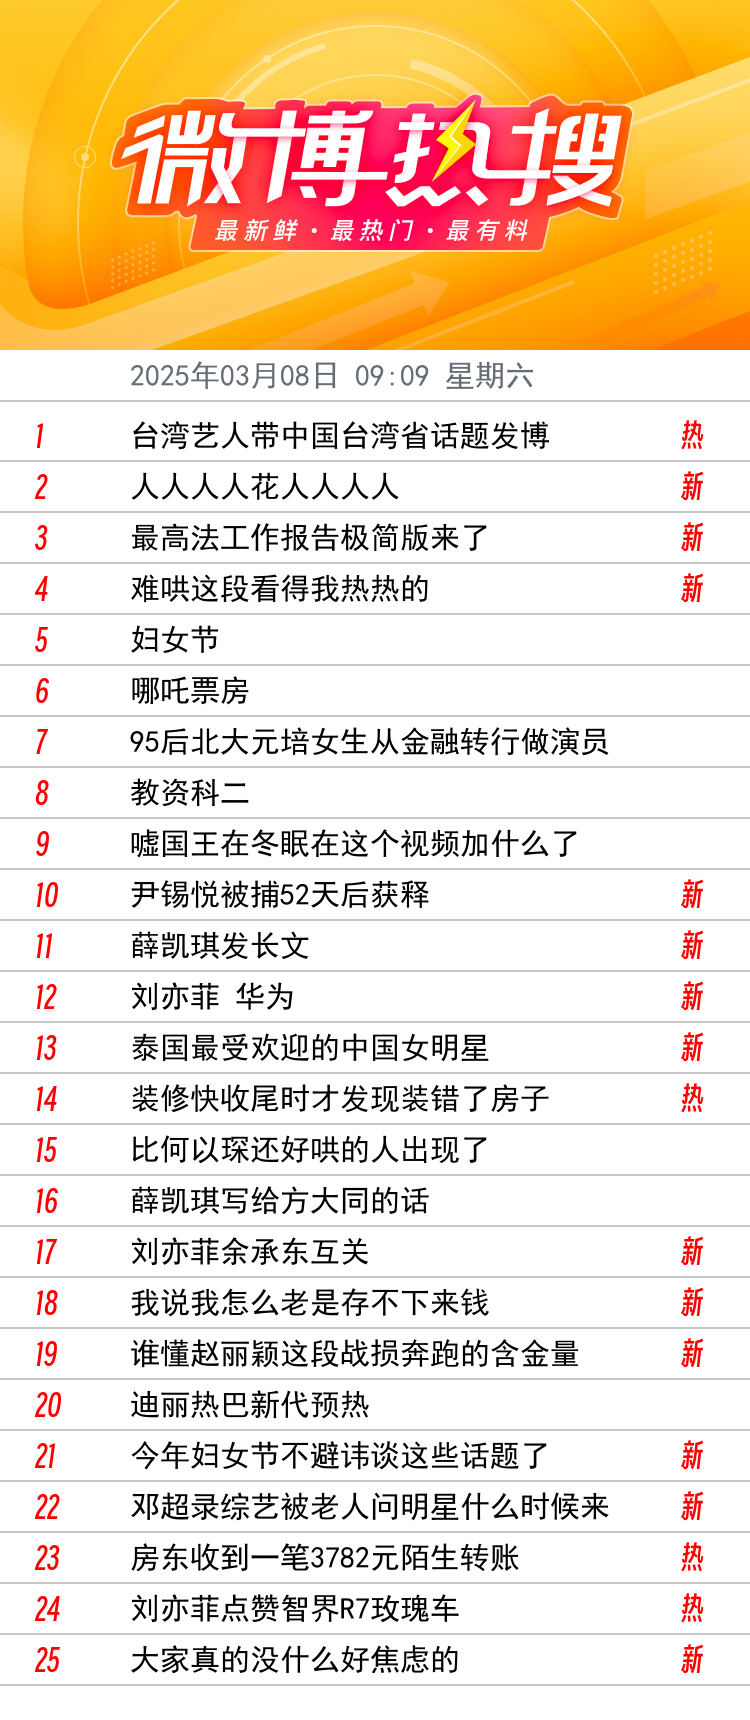 微博热搜
最新鲜·最热门·最有料
2025年03月08日 09:09 星期六
1 台湾艺人带中国台湾省话题发博 热
2 人人人人花人人人人 新
3 最高法工作报告极简版来了 新
4 难哄这段看得我热热的 新
5 妇女节
6 哪吒票房
7 95后北大元培女生从金融转行做演员
8 教资科二
9 嘘国王在冬眠在这个视频加什么了
10 尹锡悦被捕52天后获释 新
11 薛凯琪发长文 新
12 刘亦菲 华为 新
13 泰国最受欢迎的中国女明星 新
14 装修快收尾时才发现装错了房子 热
15 比何以琛还好哄的人出现了
16 薛凯琪写给方大同的话
17 刘亦菲余承东互关 新
18 我说我怎么老是存不下来钱 新
19 谁懂赵丽颖这段战损奔跑的含金量 新
20 迪丽热巴新代预热
21 今年妇女节不避讳谈这些话题了 新
22 邓超录综艺被老人问明星什么时候来 新
23 房东收到一笔3782元陌生转账 热
24 刘亦菲点赞智界R7玫瑰车 热
25 大家真的没什么好焦虑的 新